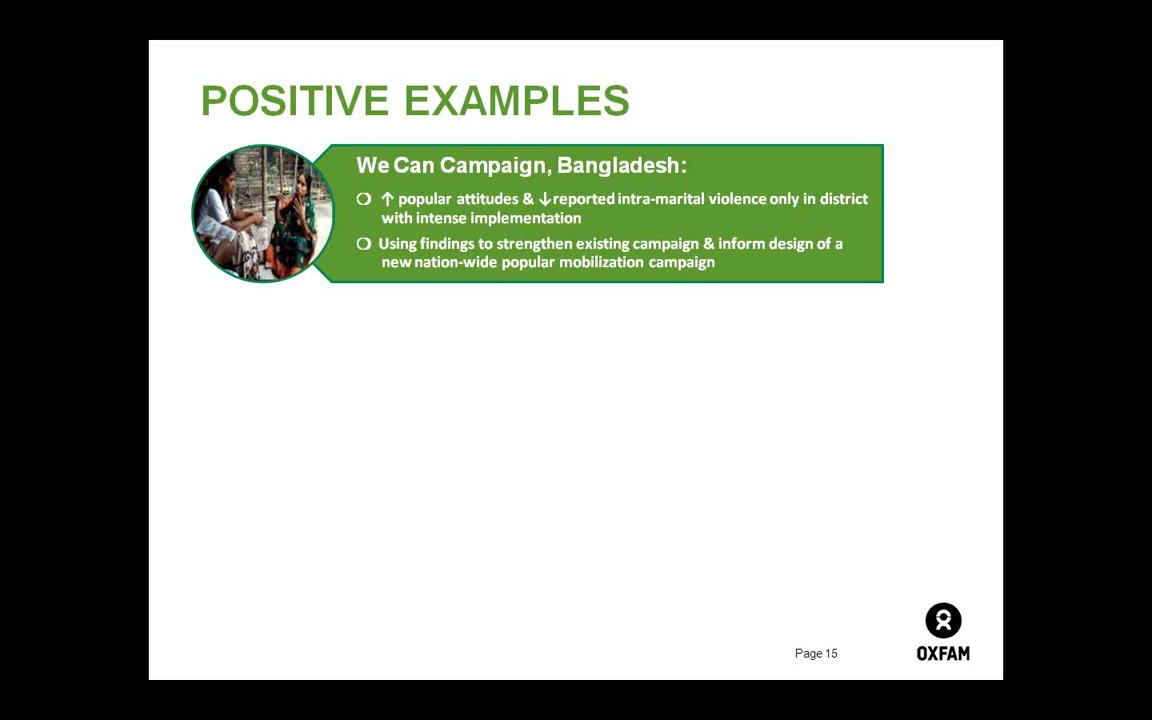 POSITIVE EXAMPLES
We Can Campaign, Bangladesh:
❍ ↑ popular attitudes & ↓reported intra-marital violence only in district
with intense implementation
❍ Using findings to strengthen existing campaign & inform design of a
new nation-wide popular mobilization campaign
Page 15
OXFAM